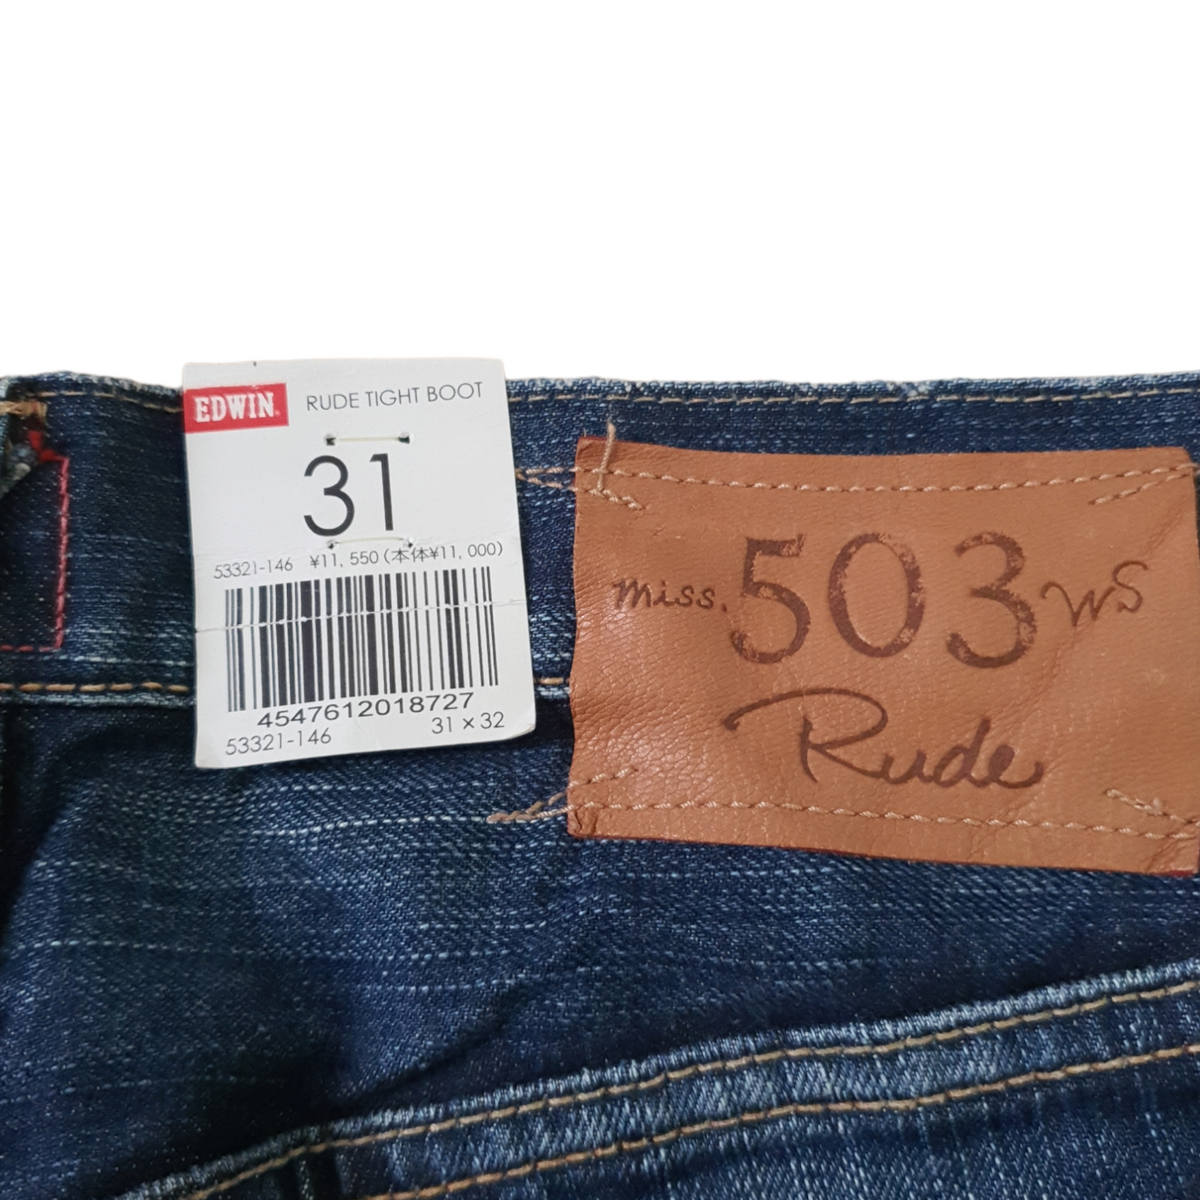 EDWIN
RUDE TIGHT BOOT
31
53321-146 ¥11,550(本体¥11,000)
4547612018727
53321-146 31×32
miss. 503 WS
Rude